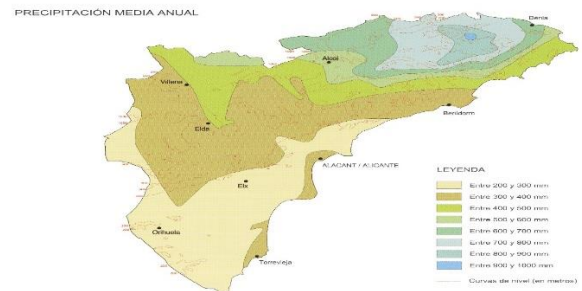 PRECIPITACIÓN MEDIA ANUAL
Dénia
Alcoi
Villena
Benidorm
Elda
ALACANT / ALICANTE
LEYENDA
Elx
Entre 200 y 300 mm
Entre 300 y 400 mm
Entre 400 y 500 mm
Entre 500 y 600 mm
Entre 600 y 700 mm
Orihuela
Entre 700 y 800 mm
Entre 800 y 900 mm
Torrevieja
Entre 900 y 1000 mm
Curvas de nivel (en metros)